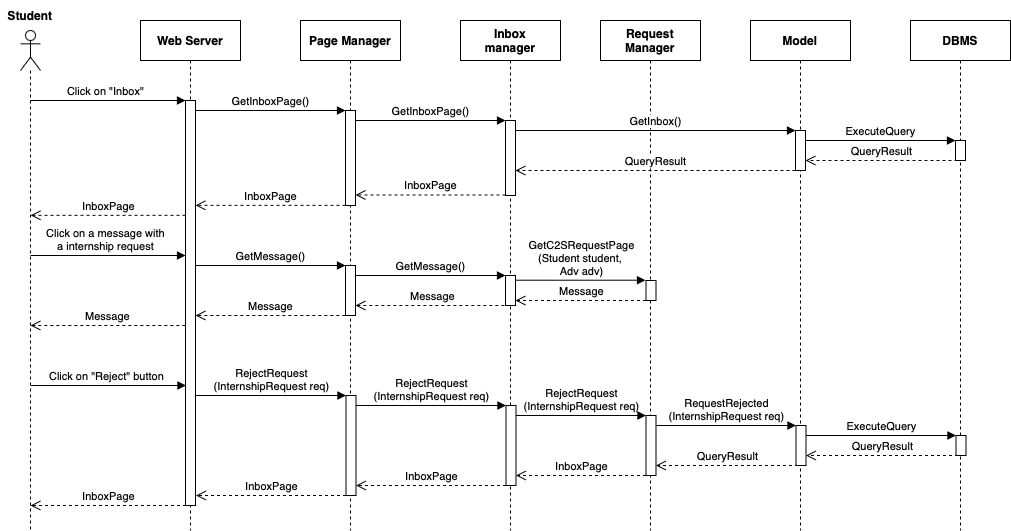 Student
Web Server
Page Manager
Inbox
manager
Request
Manager
Model
DBMS
Click on "Inbox"
GetInboxPage()
GetInboxPage()
GetInbox()
ExecuteQuery
QueryResult
QueryResult
InboxPage
InboxPage
InboxPage
Click on a message with
a internship request
GetMessage()
GetMessage()
GetC2SRequestPage
(Student student,
Adv adv)
Message
Message
Message
Message
Click on "Reject" button
RejectRequest
(InternshipRequest req)
RejectRequest
(InternshipRequest req)
RejectRequest
(InternshipRequest req)
RequestRejected
(InternshipRequest req)
ExecuteQuery
QueryResult
QueryResult
InboxPage
InboxPage
InboxPage
InboxPage